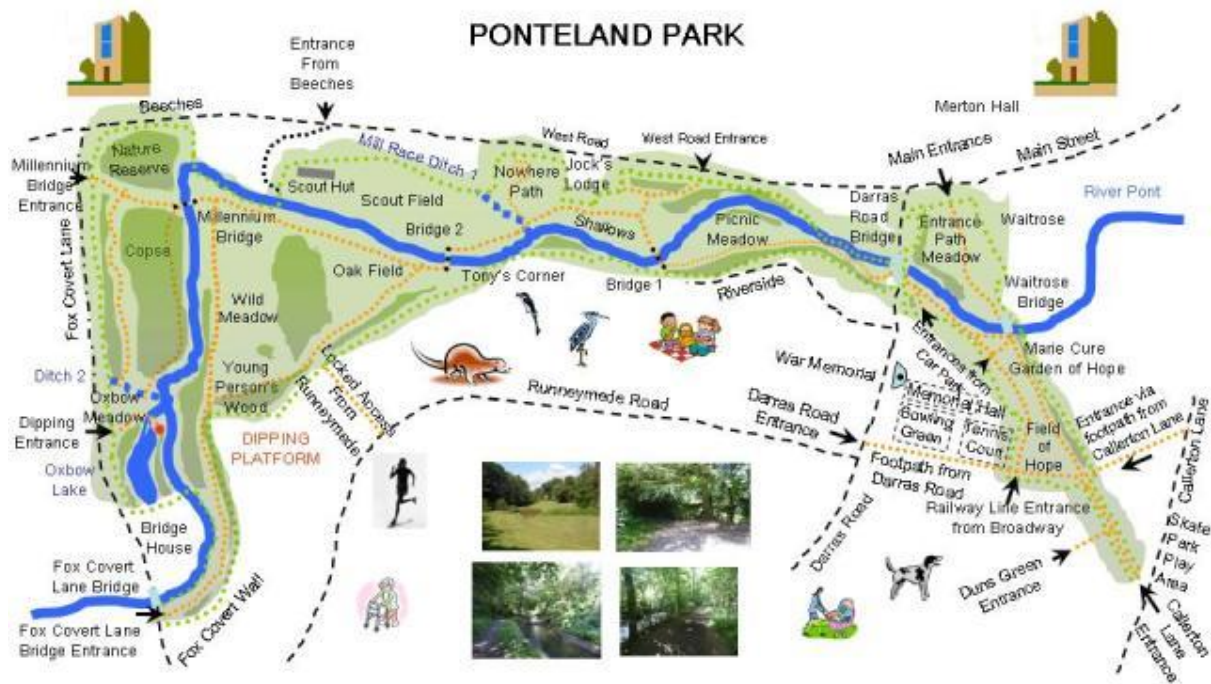 PONTELAND PARK
Entrance
From
Beeches
Beeches
Merton Hall
Main Street
Main Entrance
West Road
West Road Entrance
Mill Race Ditch 1
Nature
Reserve
Millennium
Bridge
Entrance
Scout Hut
Scout Field
Nowhere
Path
Jock's
Lodge
Darras
Road
Bridge
Entrance
Path
Meadow
Waitrose
River Pont
Fox Covert Lane
Millennium
Bridge
Bridge 2
Shallows
Picnic
Meadow
Copse
Oak Field
Tony's Corner
Bridge 1
Riverside
Waitrose
Bridge
Wild
Meadow
Entrances from
Car Park
Marie Cure
Garden of Hope
Ditch 2
Young
Person's
Wood
Locked Access
From
Runneymede
Runneymede Road
War Memorial
Memorial Hall
Oxbow
Meadow
Darras Road
Entrance
Bowling
Green
Tennis
Court
Field
of
Hope
Entrance via
footpath from
Callerton Lane
Callerton Lane
Dipping
Entrance
DIPPING
PLATFORM
Oxbow
Lake
Footpath from
Darras Road
Darras Road
Railway Line Entrance
from Broadway
Bridge
House
Skate
Park
Play
Area
Fox Covert
Lane Bridge
Duns Green
Entrance
Fox Covert Lane
Bridge Entrance
Fox Covert Wall
Callerton
Lane
Entrance